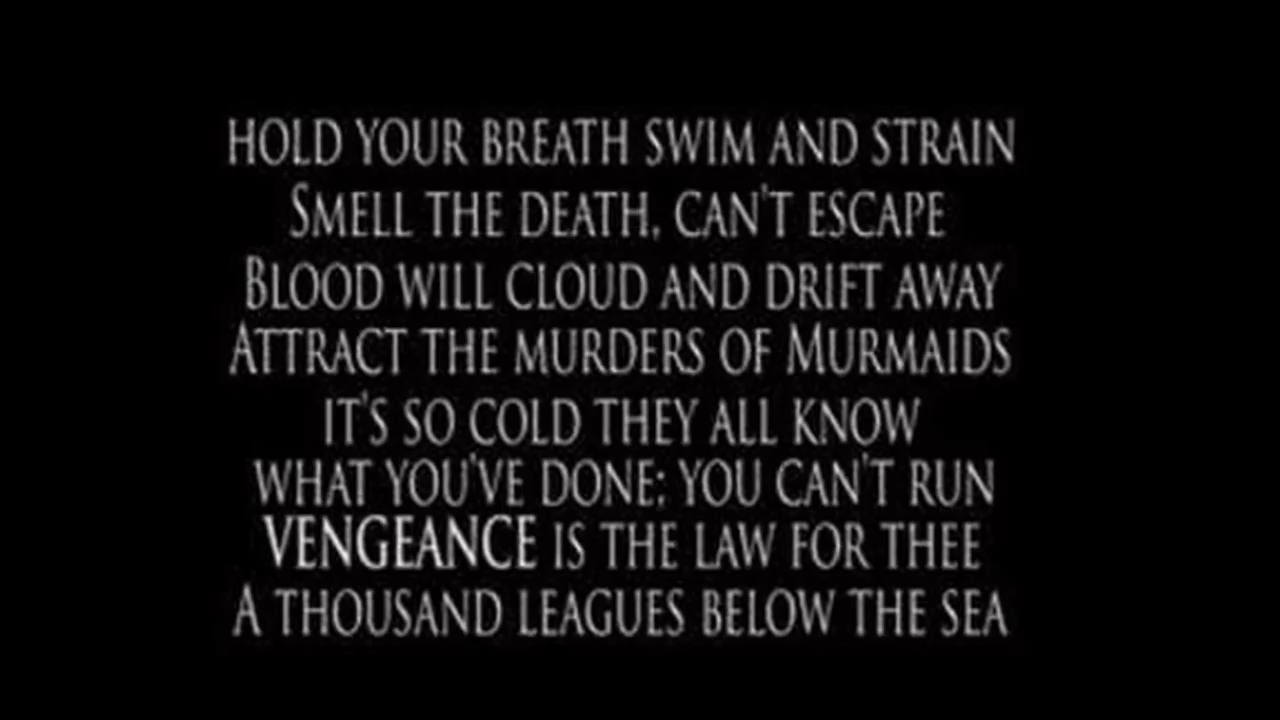 HOLD YOUR BREATH SWIM AND STRAIN
SMELL THE DEATH, CAN'T ESCAPE
BLOOD WILL CLOUD AND DRIFT AWAY
ATTRACT THE MURDERS OF MURMAIDS
IT'S SO COLD THEY ALL KNOW
WHAT YOU'VE DONE; YOU CAN'T RUN
VENGEANCE IS THE LAW FOR THEE
A THOUSAND LEAGUES BELOW THE SEA